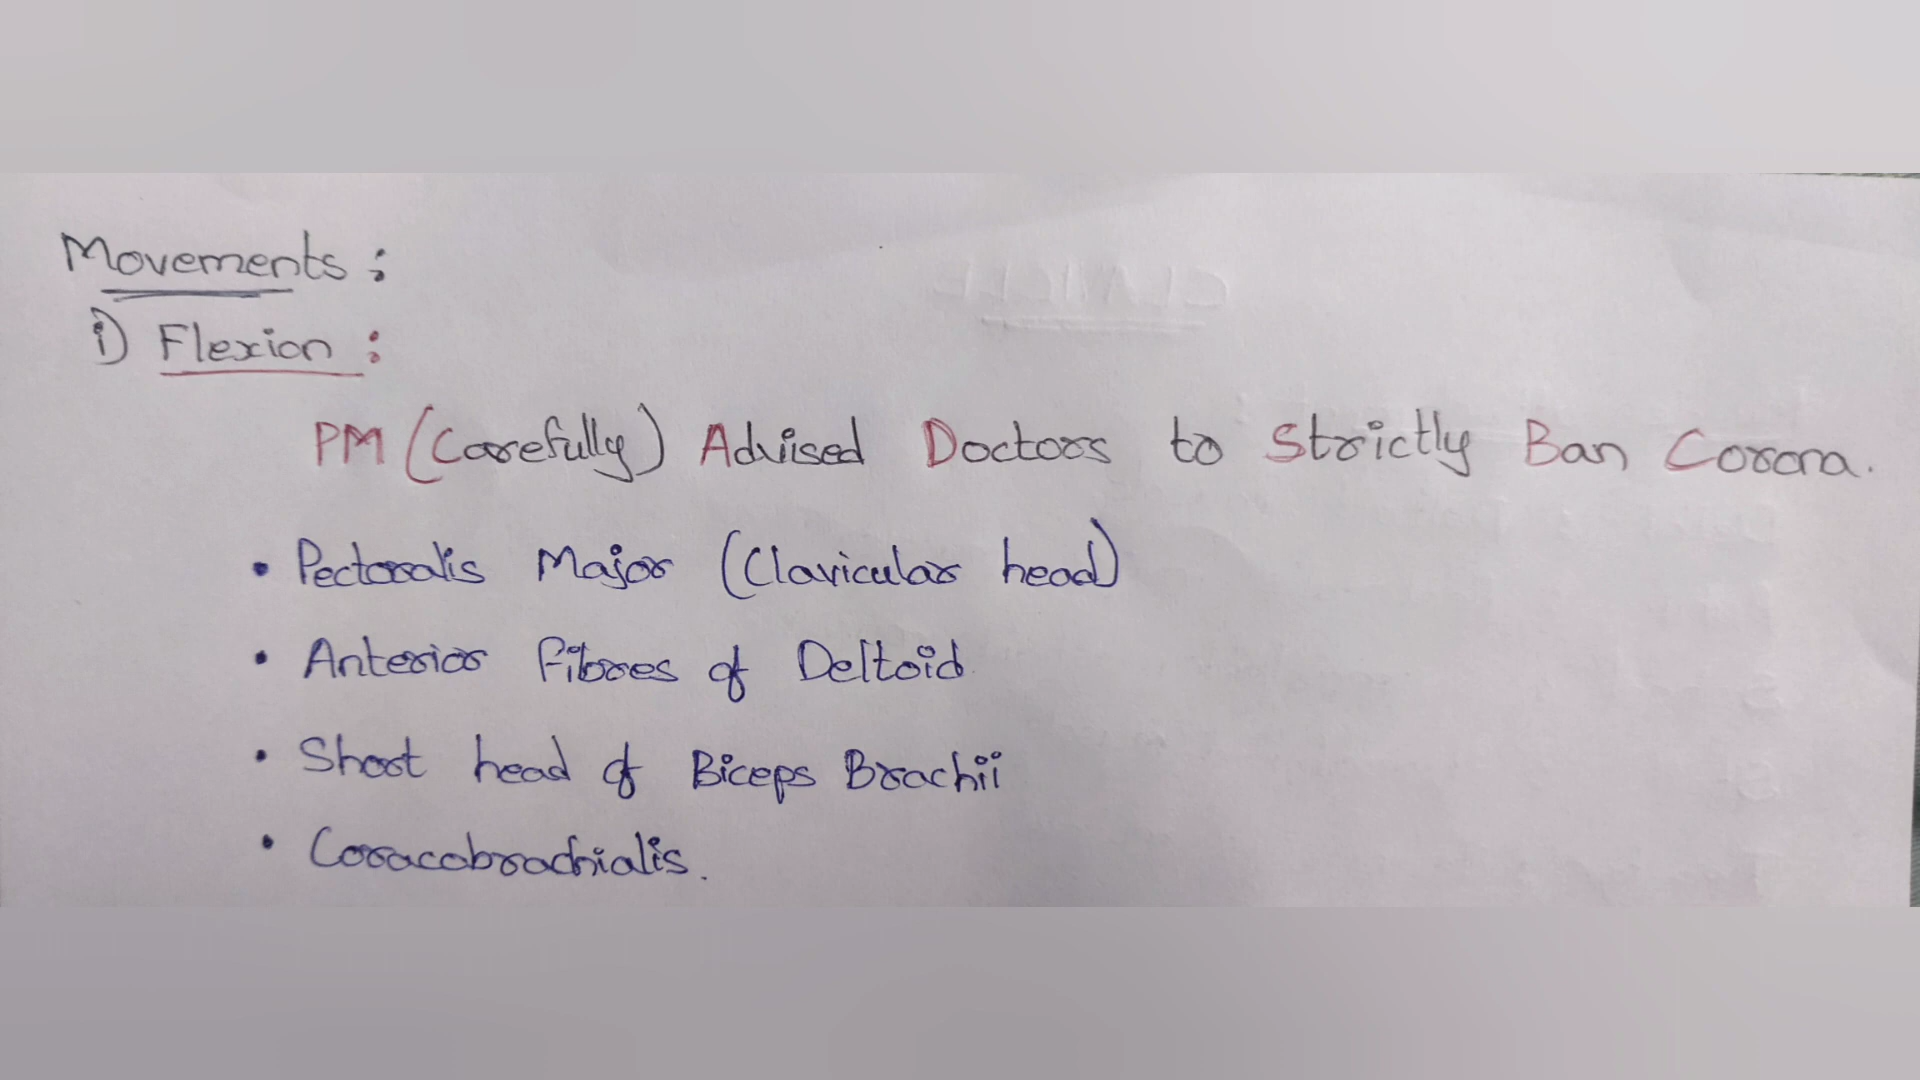 Movements :
i) Flexion :
PM (Carefully) Advised Doctors to Strictly Ban Corona.
• Pectoralis Major (Clavicular head)
• Anterior fibres of Deltoid
• Short head of Biceps Brachii
• Coracobrachialis.